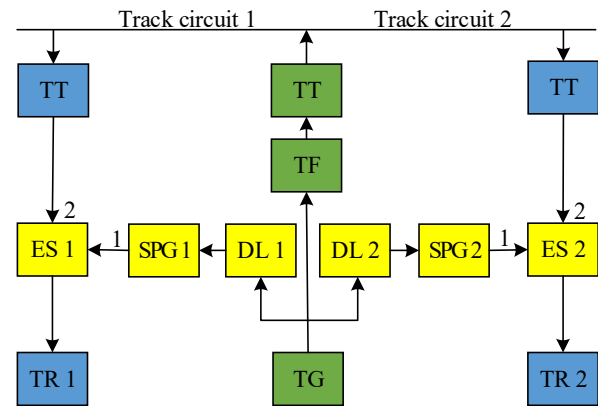 Track circuit 1 Track circuit 2
TT TT TT
TF
2 2
ES 1 1 SPG 1 DL 1 DL 2 SPG 2 1 ES 2
TR 1 TG TR 2